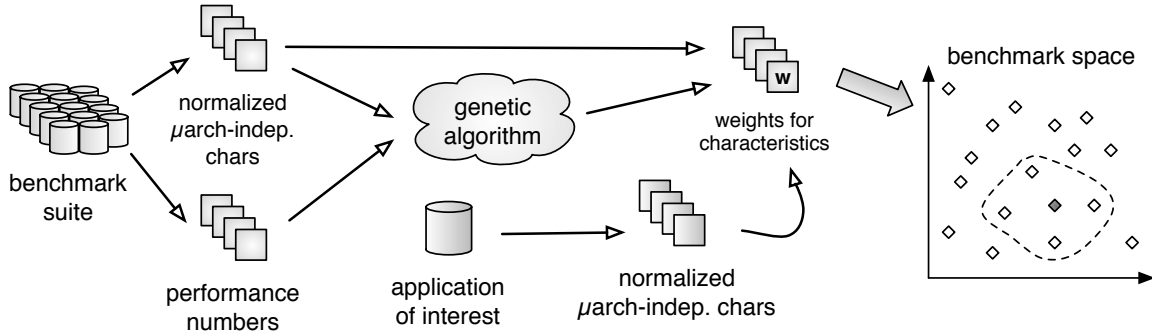 benchmark
suite
normalized
µarch-indep.
chars
performance
numbers
genetic
algorithm
application
of interest
normalized
µarch-indep. chars
w
weights for
characteristics
benchmark space